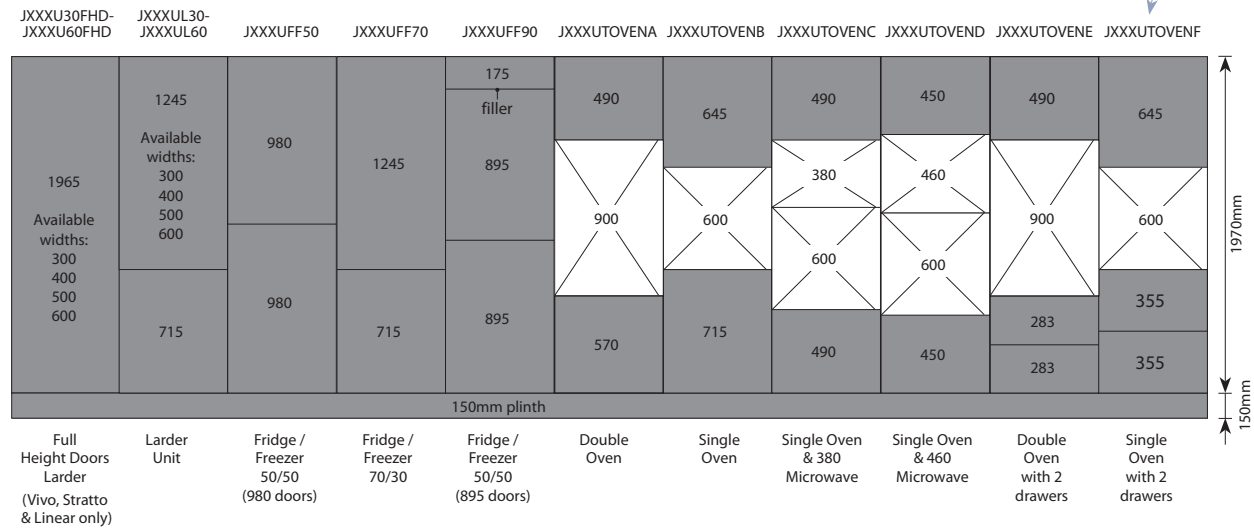 JXXXU30FHD-
JXXXU60FHD
JXXXUL30-
JXXXUL60
JXXXUFF50
JXXXUFF70
JXXXUFF90
JXXXUTOVENA
JXXXUTOVENB
JXXXUTOVENC
JXXXUTOVEND
JXXXUTOVENE
JXXXUTOVENF
1965
Available
widths:
300
400
500
600
1245
Available
widths:
300
400
500
600
715
980
980
1245
715
175
filler
895
895
490
900
570
645
600
715
490
380
600
490
450
460
600
450
490
900
283
283
645
600
355
355
1970mm
150mm
150mm plinth
Full
Height Doors
Larder
(Vivo, Stratto
& Linear only)
Larder
Unit
Fridge /
Freezer
50/50
(980 doors)
Fridge /
Freezer
70/30
Fridge /
Freezer
50/50
(895 doors)
Double
Oven
Single
Oven
Single Oven
& 380
Microwave
Single Oven
& 460
Microwave
Double
Oven
with 2
drawers
Single
Oven
with 2
drawers